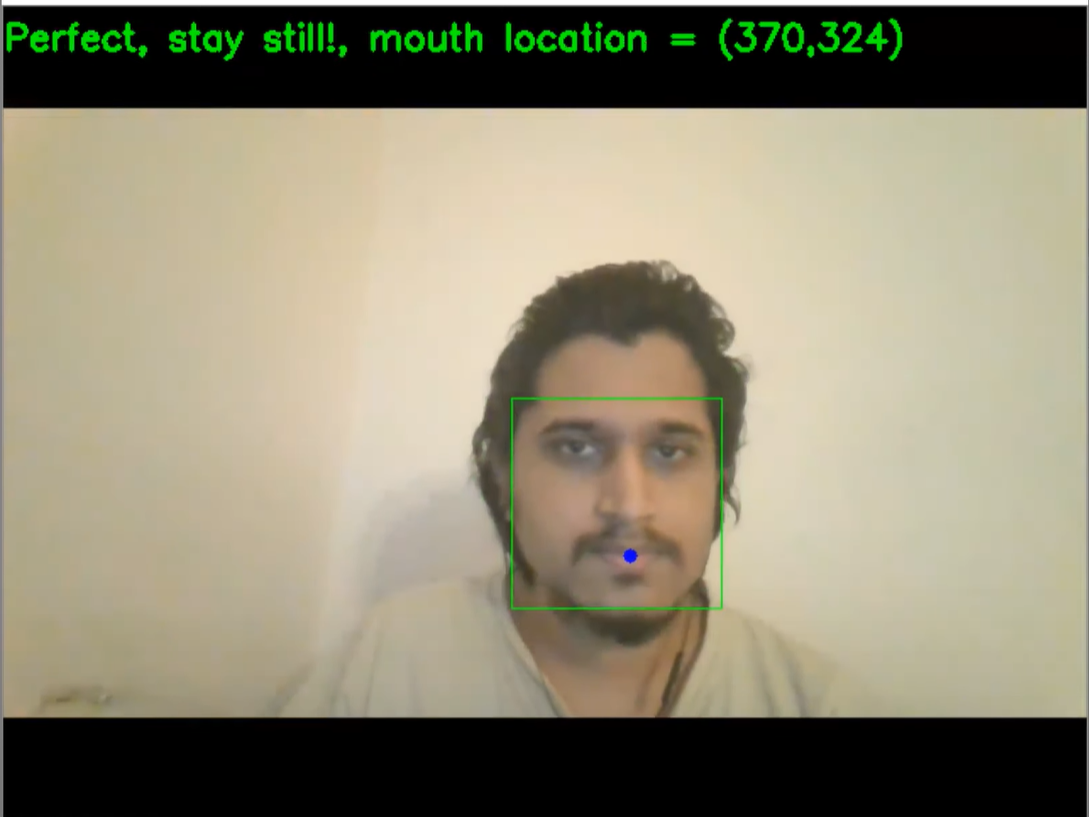 Perfect, stay still!, mouth location = (370,324)